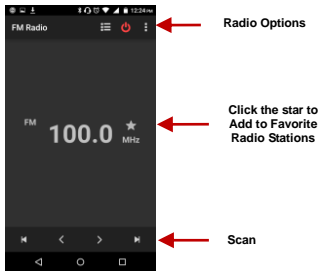 12:24 PM
FM Radio
Radio Options
FM
100.0
MHz
Click the star to
Add to Favorite
Radio Stations
Scan